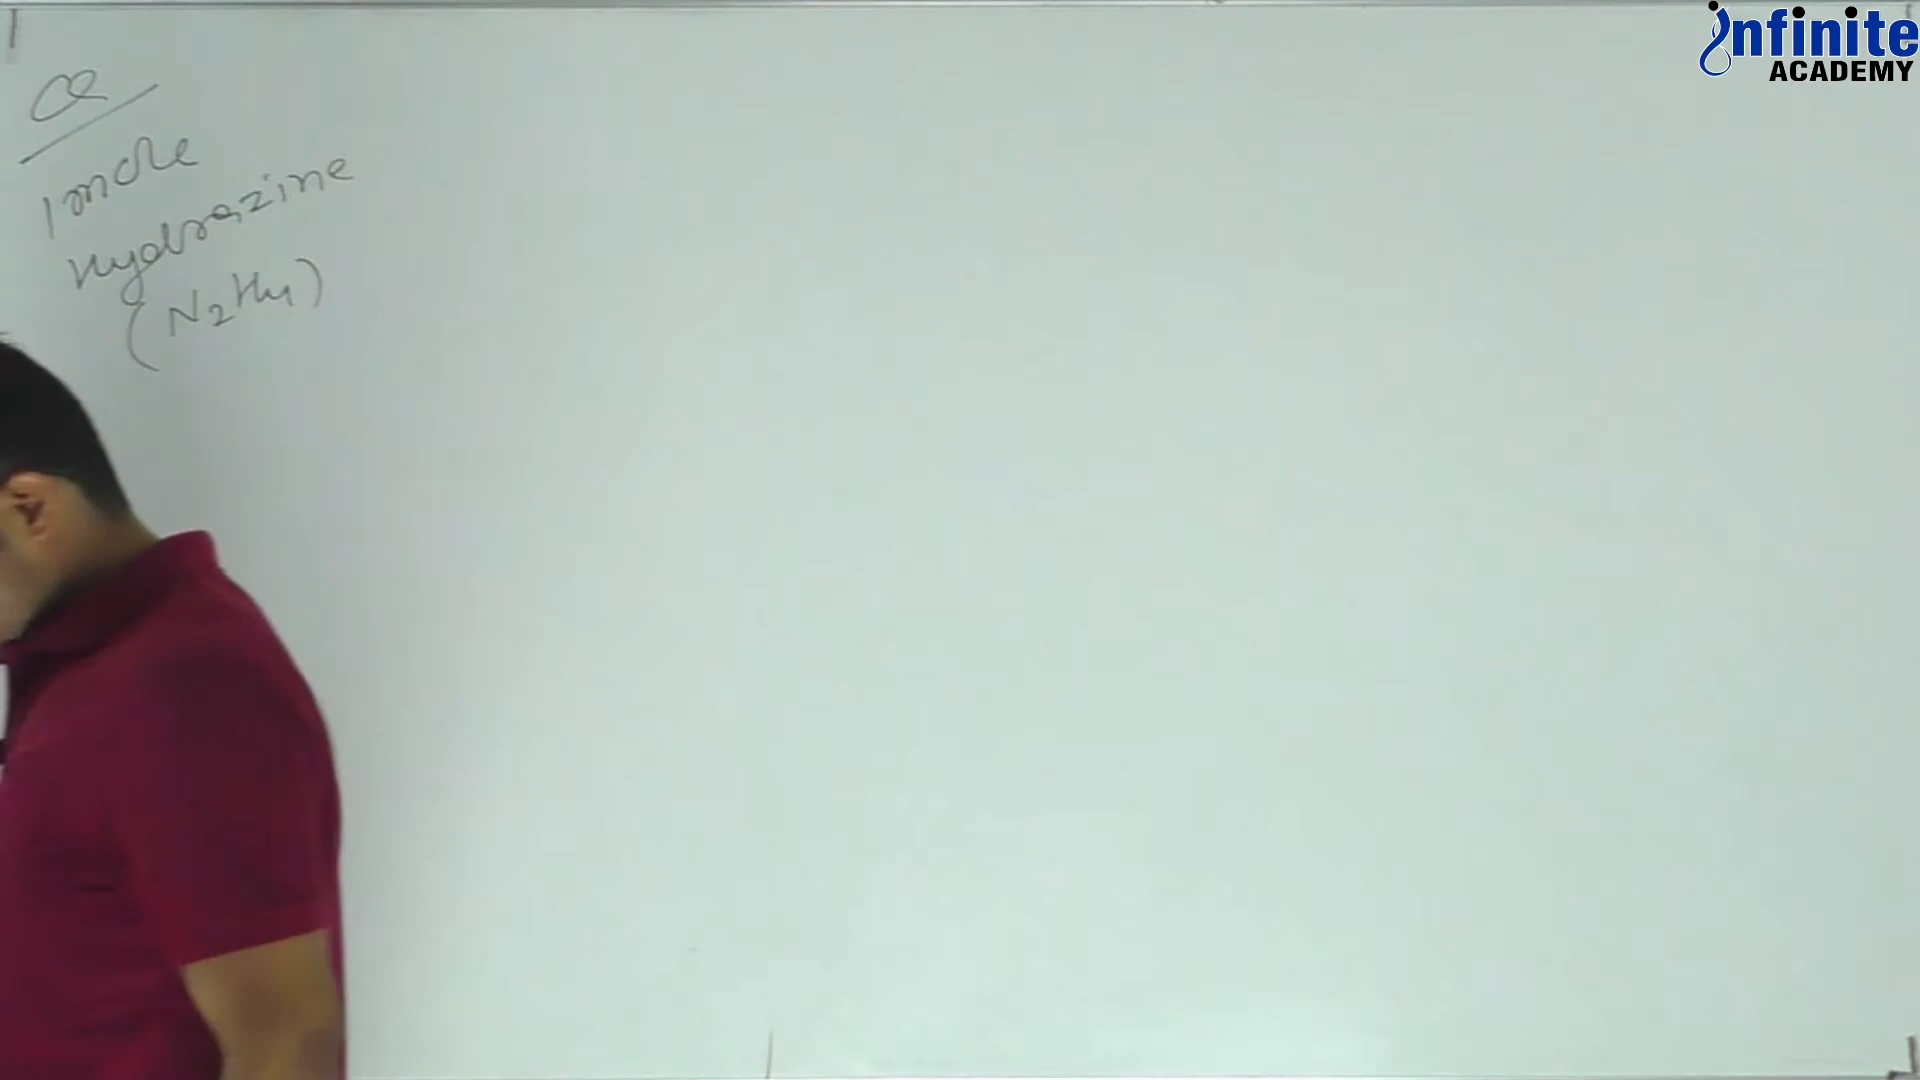 Q
1 mole
Hydrazine
(N2H4)
infinite
ACADEMY